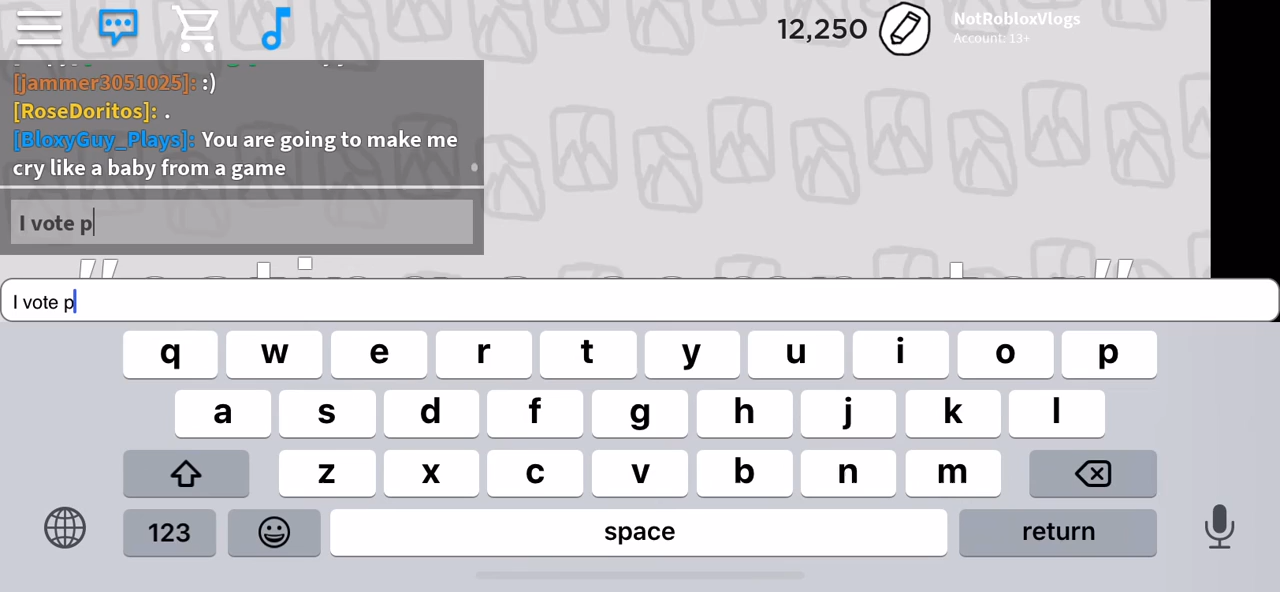 12,250
NotRobloxVlogs
Account: 13+
[jammer3051025]: :)
[RoseDoritos]: .
[BloxyGuy_Plays]: You are going to make me
cry like a baby from a game
I vote p
I vote p
q w e r t y u i o p
a s d f g h j k l
z x c v b n m
123 space return